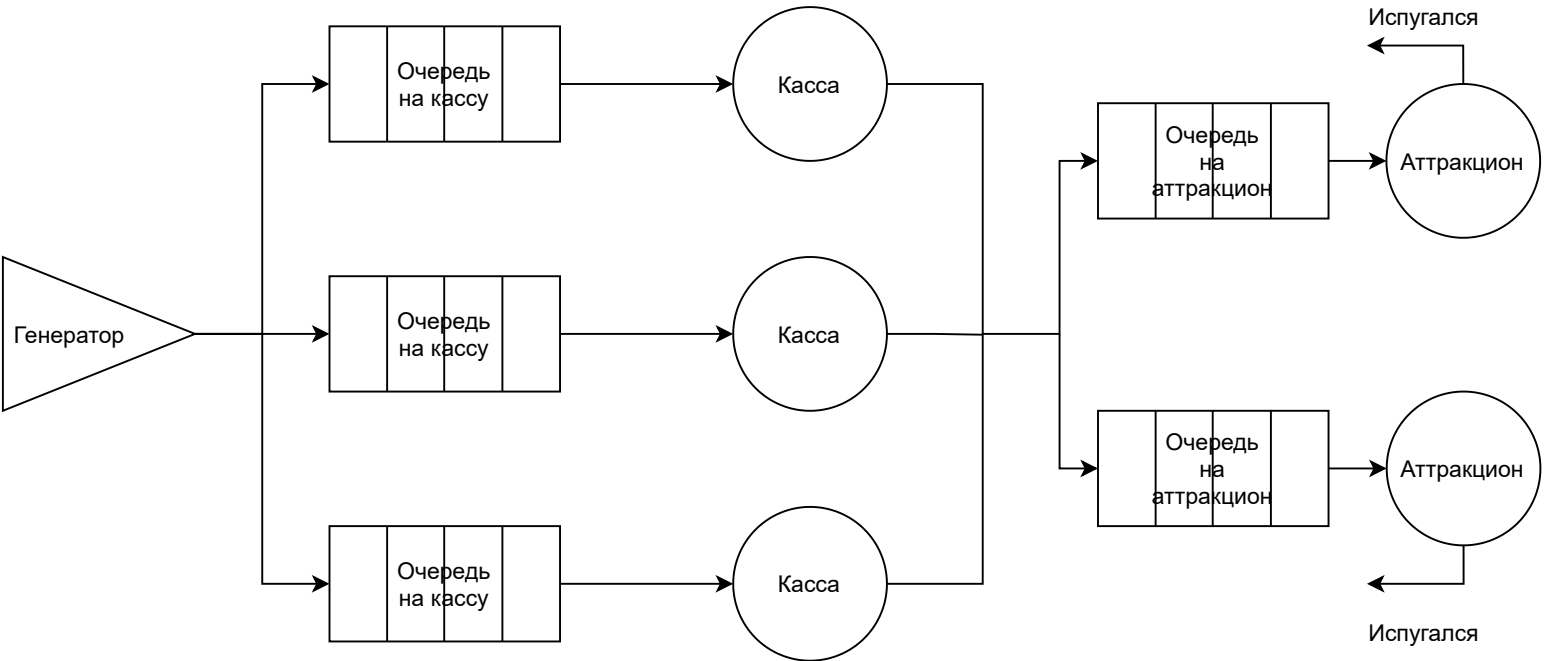 Испугался
Очередь
на кассу
Касса
Очередь
на
аттракцион
Аттракцион
Генератор
Очередь
на кассу
Касса
Очередь
на
аттракцион
Аттракцион
Очередь
на кассу
Касса
Испугался